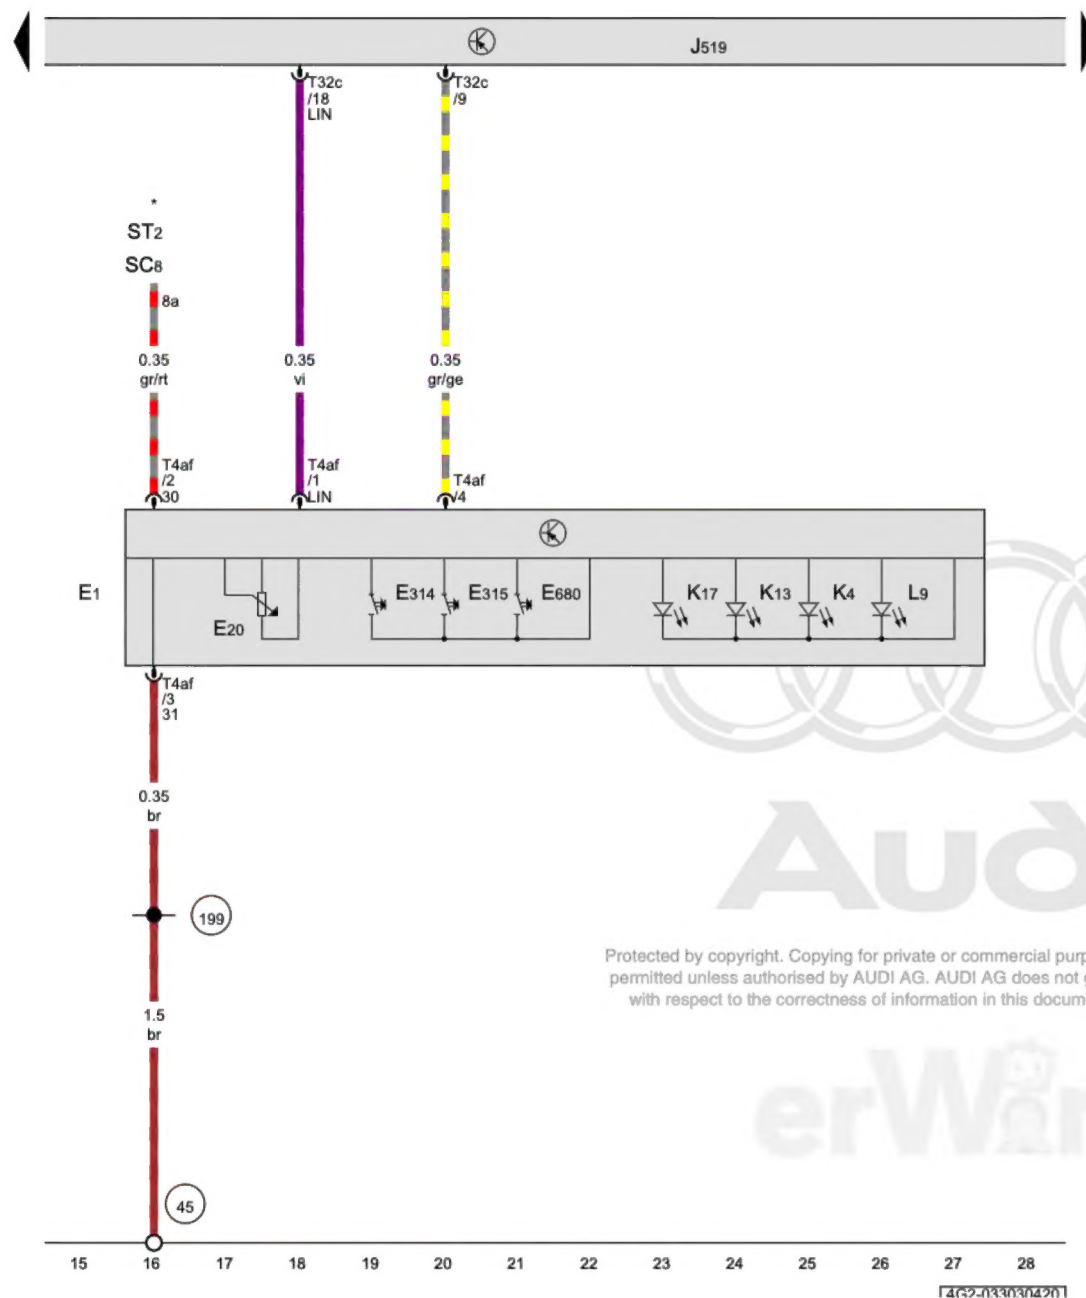 J519
T32c
/18
LIN
T32c
/9
*
ST2
SC8
8a
0.35
gr/rt
0.35
vi
0.35
gr/ge
T4af
/2
30
T4af
/1
LIN
T4af
/4
E1
E20
E314
E315
E680
K17
K13
K4
L9
T4af
/3
31
0.35
br
199
Protected by copyright. Copying for private or commercial purp
permitted unless authorised by AUDI AG. AUDI AG does not g
with respect to the correctness of information in this docum
1.5
br
45
15 16 17 18 19 20 21 22 23 24 25 26 27 28
4G2-033030420
Aud
erWin